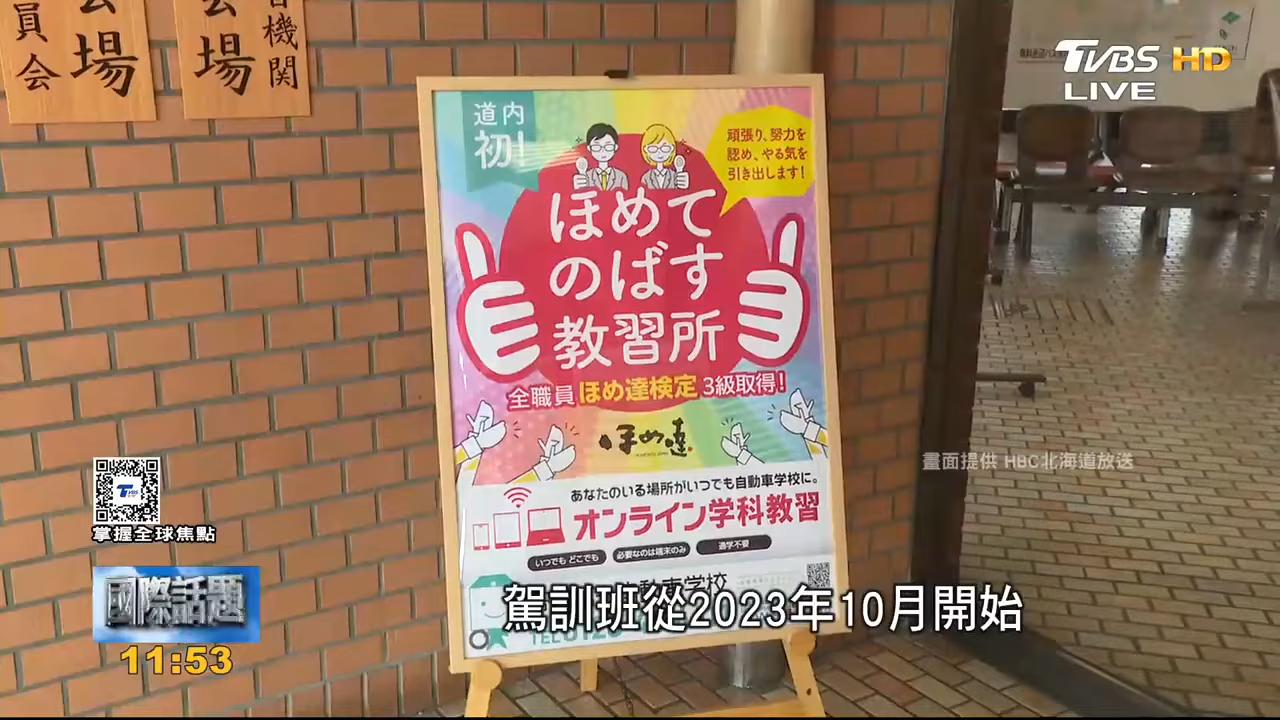 員会
会場
会場
機関
TVBS HD
LIVE
道内
初!
頑張り、努力を
認め、やる気を
引き出します!
ほめて
のばす
教習所
全職員 ほめ達検定 3級取得!
ほめ達
あなたのいる場所がいつでも自動車学校に。
オンライン学科教習
いつでも どこでも
必要なのは端末のみ
通学不要
畫面提供 HBC北海道放送
TVBS
掌握全球焦點
國際話題
11:53
駕訓班從2023年10月開始